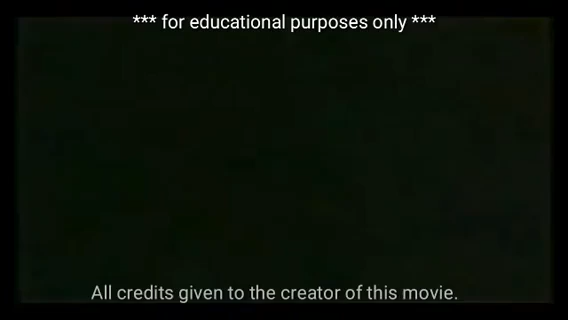 *** for educational purposes only ***
All credits given to the creator of this movie.